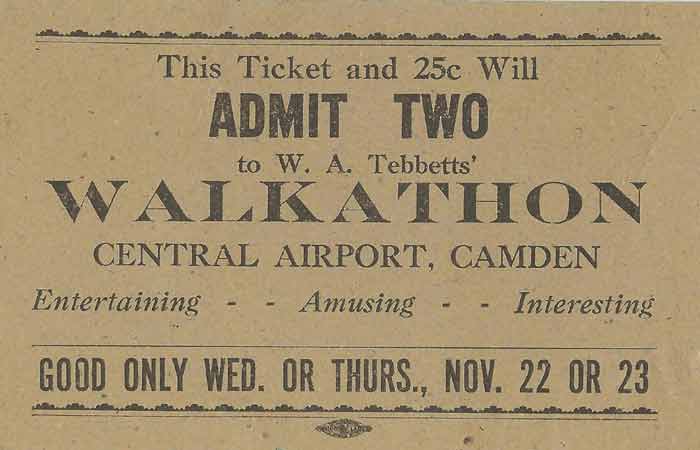 This Ticket and 25c Will
ADMIT TWO
to W. A. Tebbetts'
WALKATHON
CENTRAL AIRPORT, CAMDEN
Entertaining - - Amusing - - Interesting
GOOD ONLY WED. OR THURS., NOV. 22 OR 23